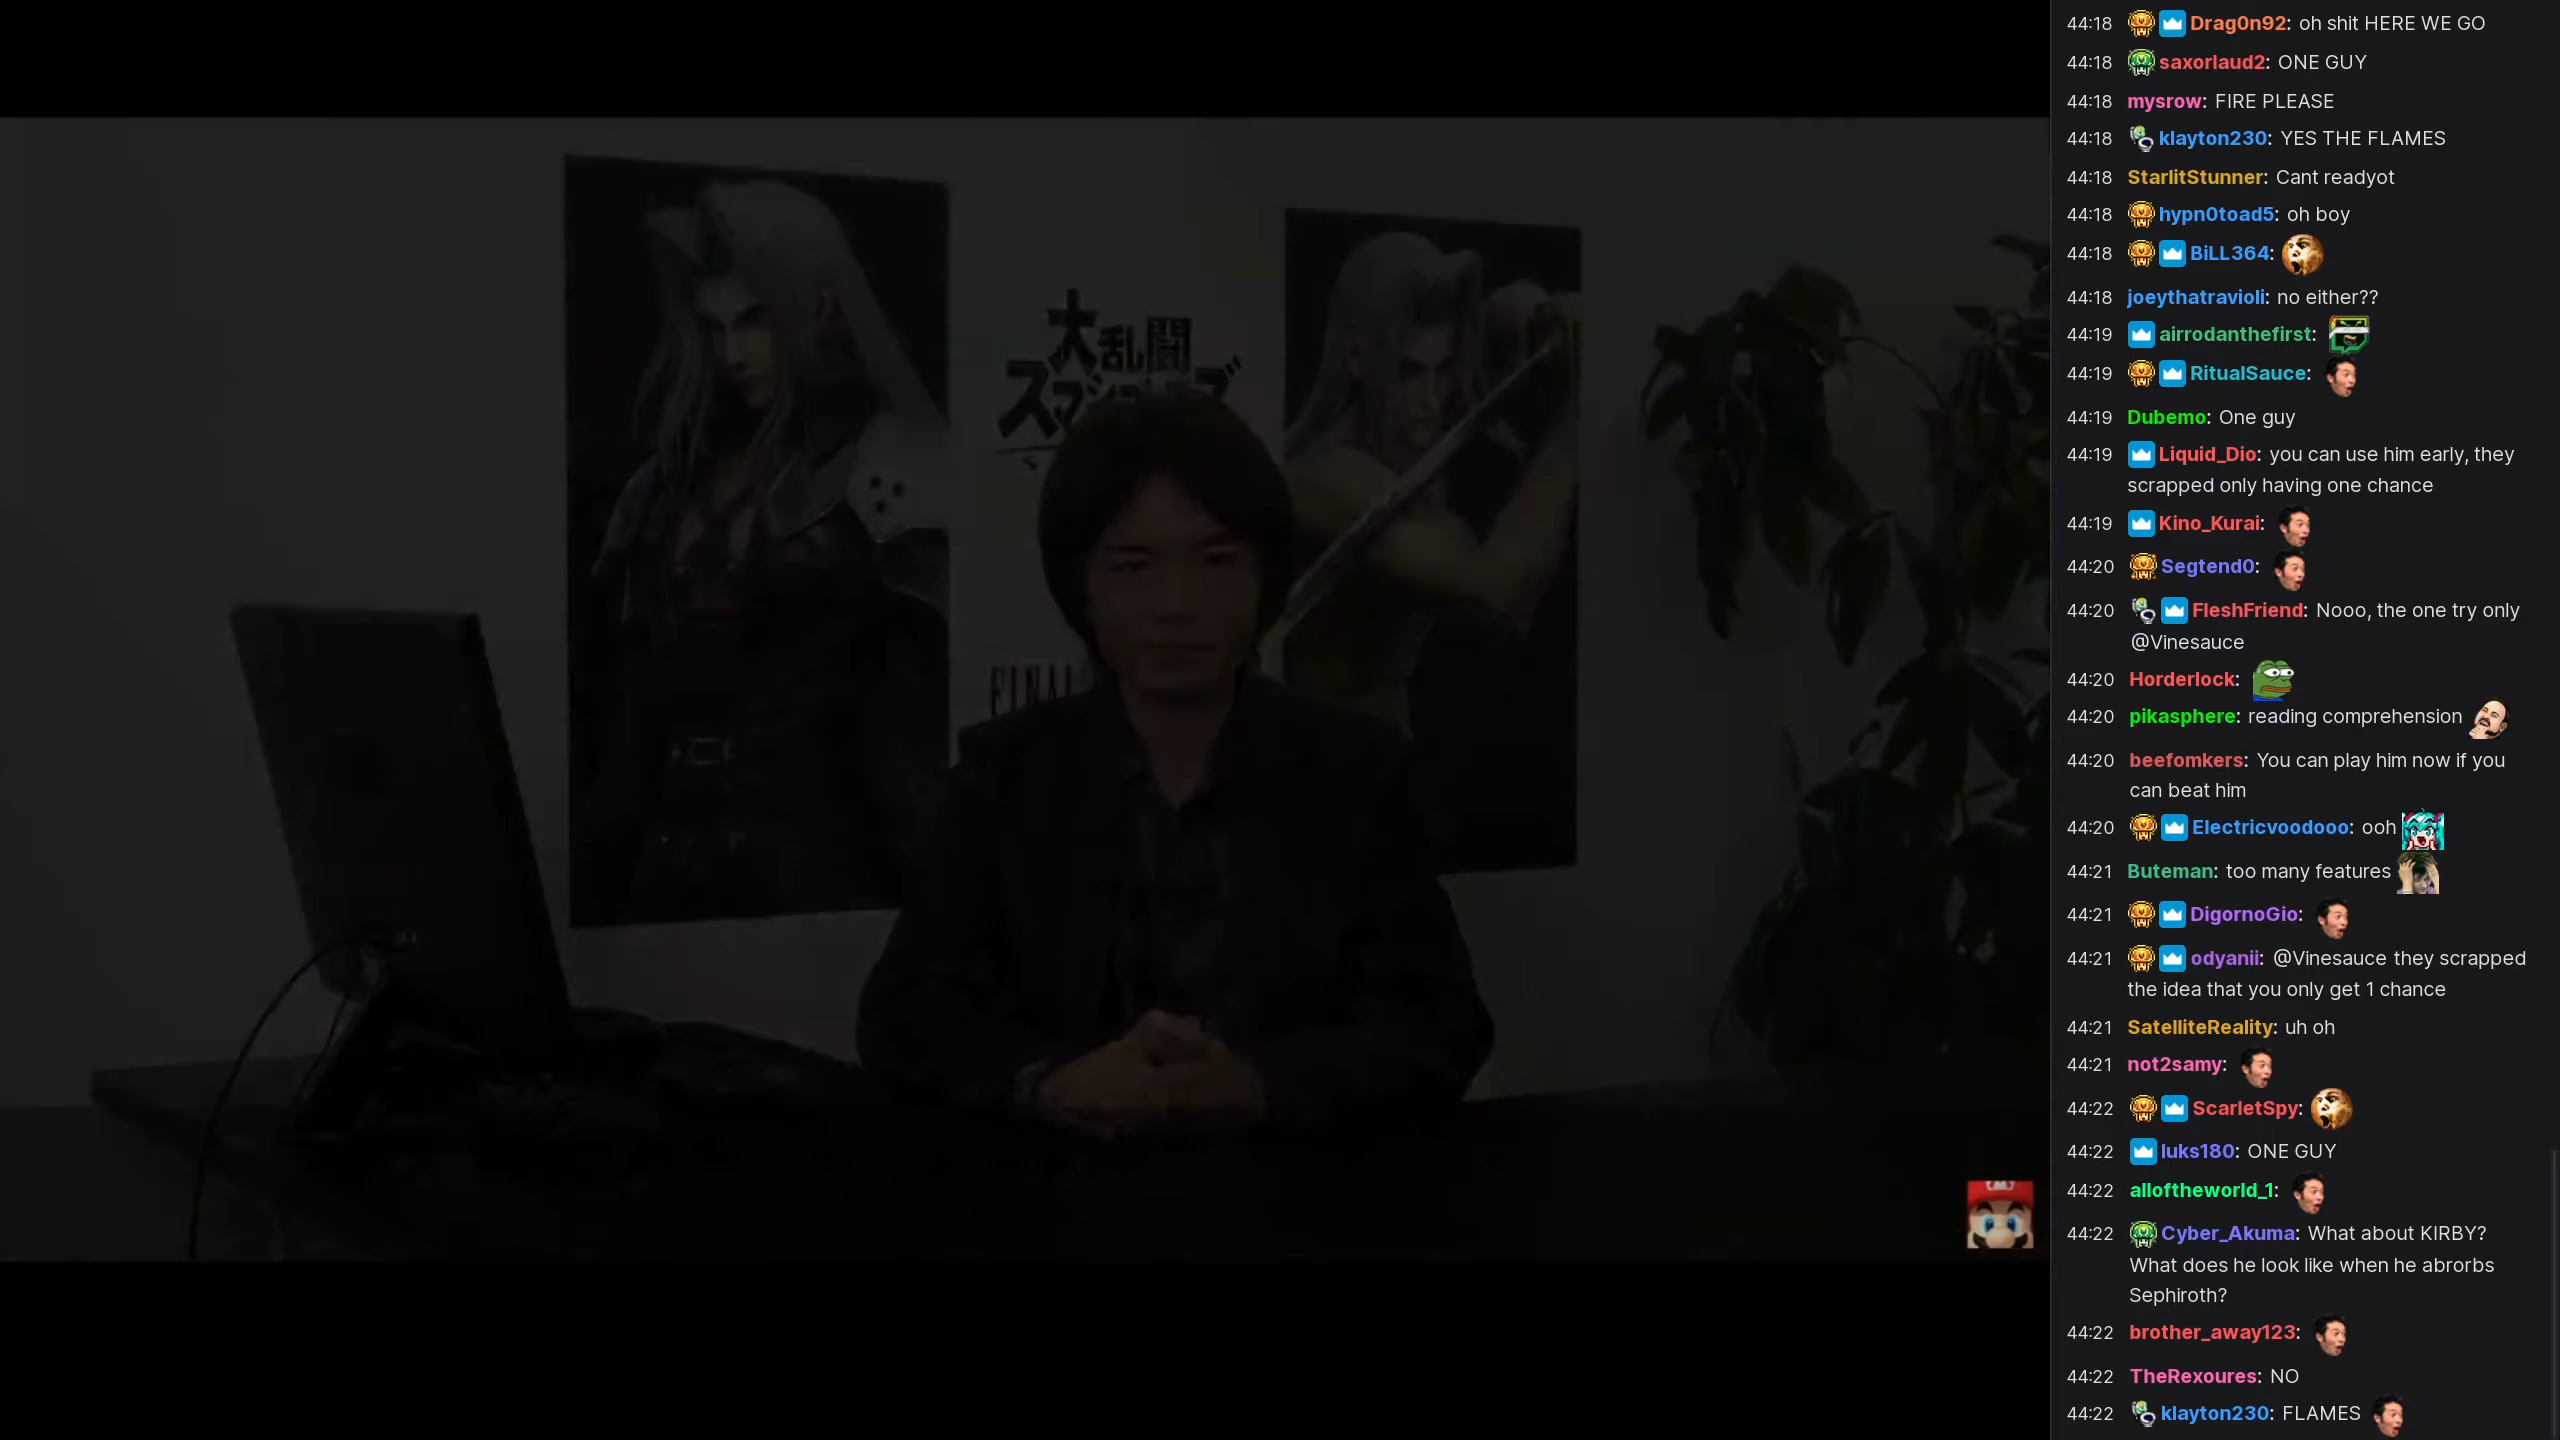 大乱闘
スマブラーズ
FINAL
44:18 Drag0n92: oh shit HERE WE GO
44:18 saxorlaud2: ONE GUY
44:18 mysrow: FIRE PLEASE
44:18 klayton230: YES THE FLAMES
44:18 StarlitStunner: Cant readyot
44:18 hypn0toad5: oh boy
44:18 BiLL364:
44:18 joeythatravioli: no either??
44:19 airrodanthefirst:
44:19 RitualSauce:
44:19 Dubemo: One guy
44:19 Liquid_Dio: you can use him early, they
scrapped only having one chance
44:19 Kino_Kurai:
44:20 Segtend0:
44:20 FleshFriend: Nooo, the one try only
@Vinesauce
44:20 Horderlock:
44:20 pikasphere: reading comprehension
44:20 beefomkers: You can play him now if you
can beat him
44:20 Electricvoodooo: ooh
44:21 Buteman: too many features
44:21 DigornoGio:
44:21 odyanii: @Vinesauce they scrapped
the idea that you only get 1 chance
44:21 SatelliteReality: uh oh
44:21 not2samy:
44:22 ScarletSpy:
44:22 luks180: ONE GUY
44:22 alloftheworld_1:
44:22 Cyber_Akuma: What about KIRBY?
What does he look like when he abrorbs
Sephiroth?
44:22 brother_away123:
44:22 TheRexoures: NO
44:22 klayton230: FLAMES